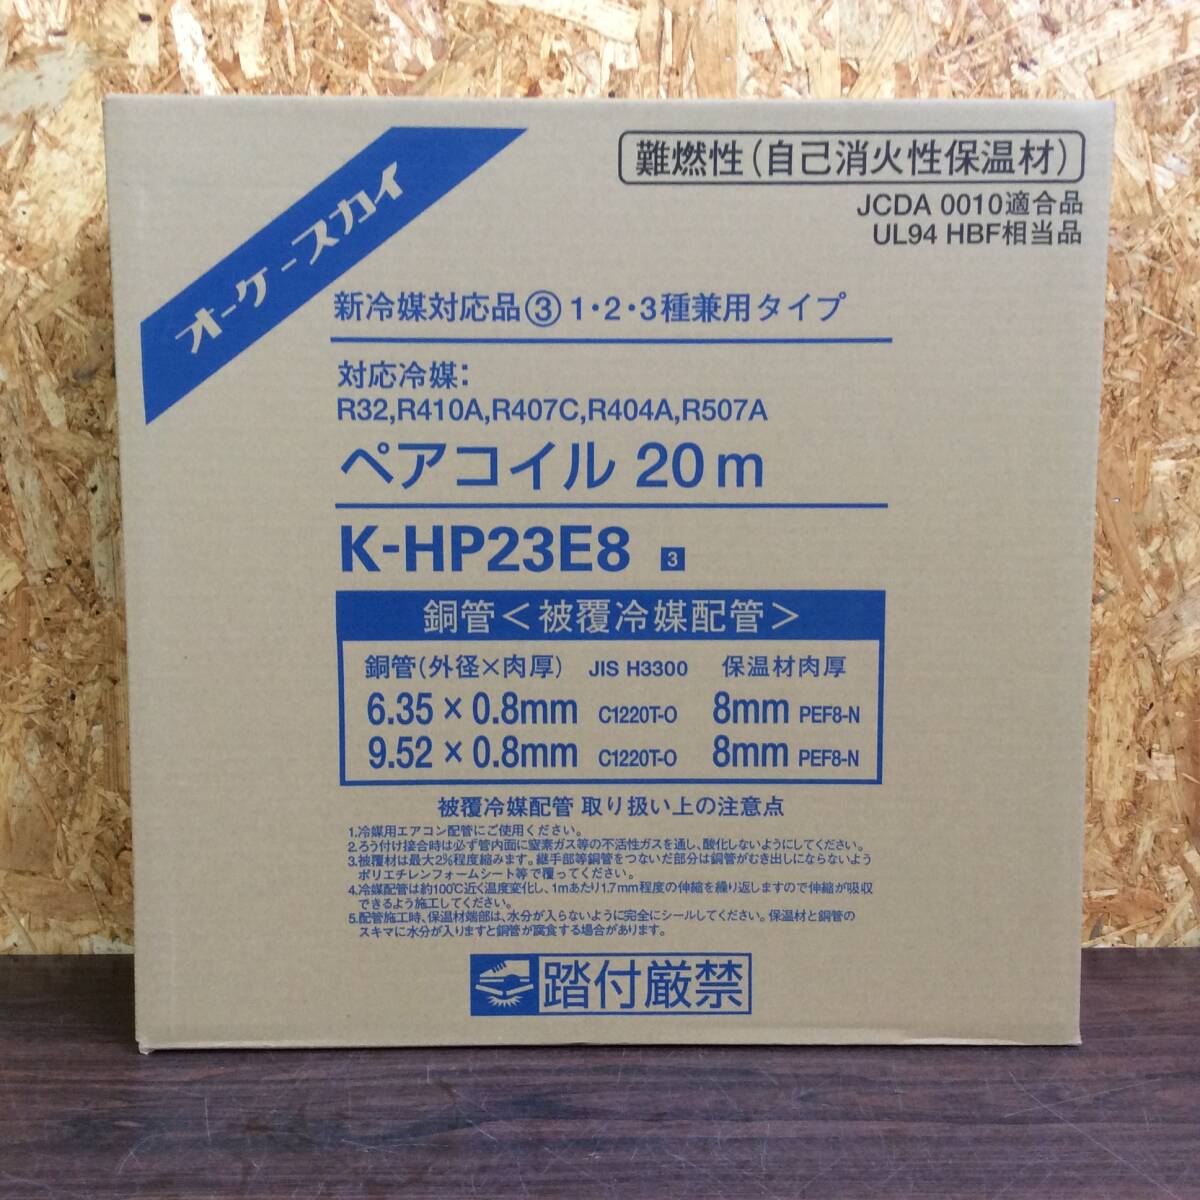 オーケースカイ
難燃性(自己消火性保温材)
JCDA 0010適合品
UL94 HBF相当品
新冷媒対応品③1・2・3種兼用タイプ
対応冷媒:
R32,R410A,R407C,R404A,R507A
ペアコイル 20m
K-HP23E8 3
銅管<被覆冷媒配管>
銅管(外径×肉厚) JIS H3300 保温材肉厚
6.35×0.8mm C1220T-O 8mm PEF8-N
9.52×0.8mm C1220T-O 8mm PEF8-N
被覆冷媒配管 取り扱い上の注意点
1.冷媒用エアコン配管にご使用ください。
2.ろう付け接合時は必ず管内面に窒素ガス等の不活性ガスを通し、酸化しないようにしてください。
3.被覆材は最大2%程度縮みます。継手部等銅管をつないだ部分は銅管がむき出しにならないよう
ポリエチレンフォームシート等で覆ってください。
4.冷媒配管は約100℃近く温度変化し、1mあたり1.7mm程度の伸縮を繰り返しますので伸縮が吸収
できるよう施工してください。
5.配管施工時、保温材端部は、水分が入らないように完全にシールしてください。保温材と銅管の
スキマに水分が入りますと銅管が腐食する場合があります。
踏付厳禁